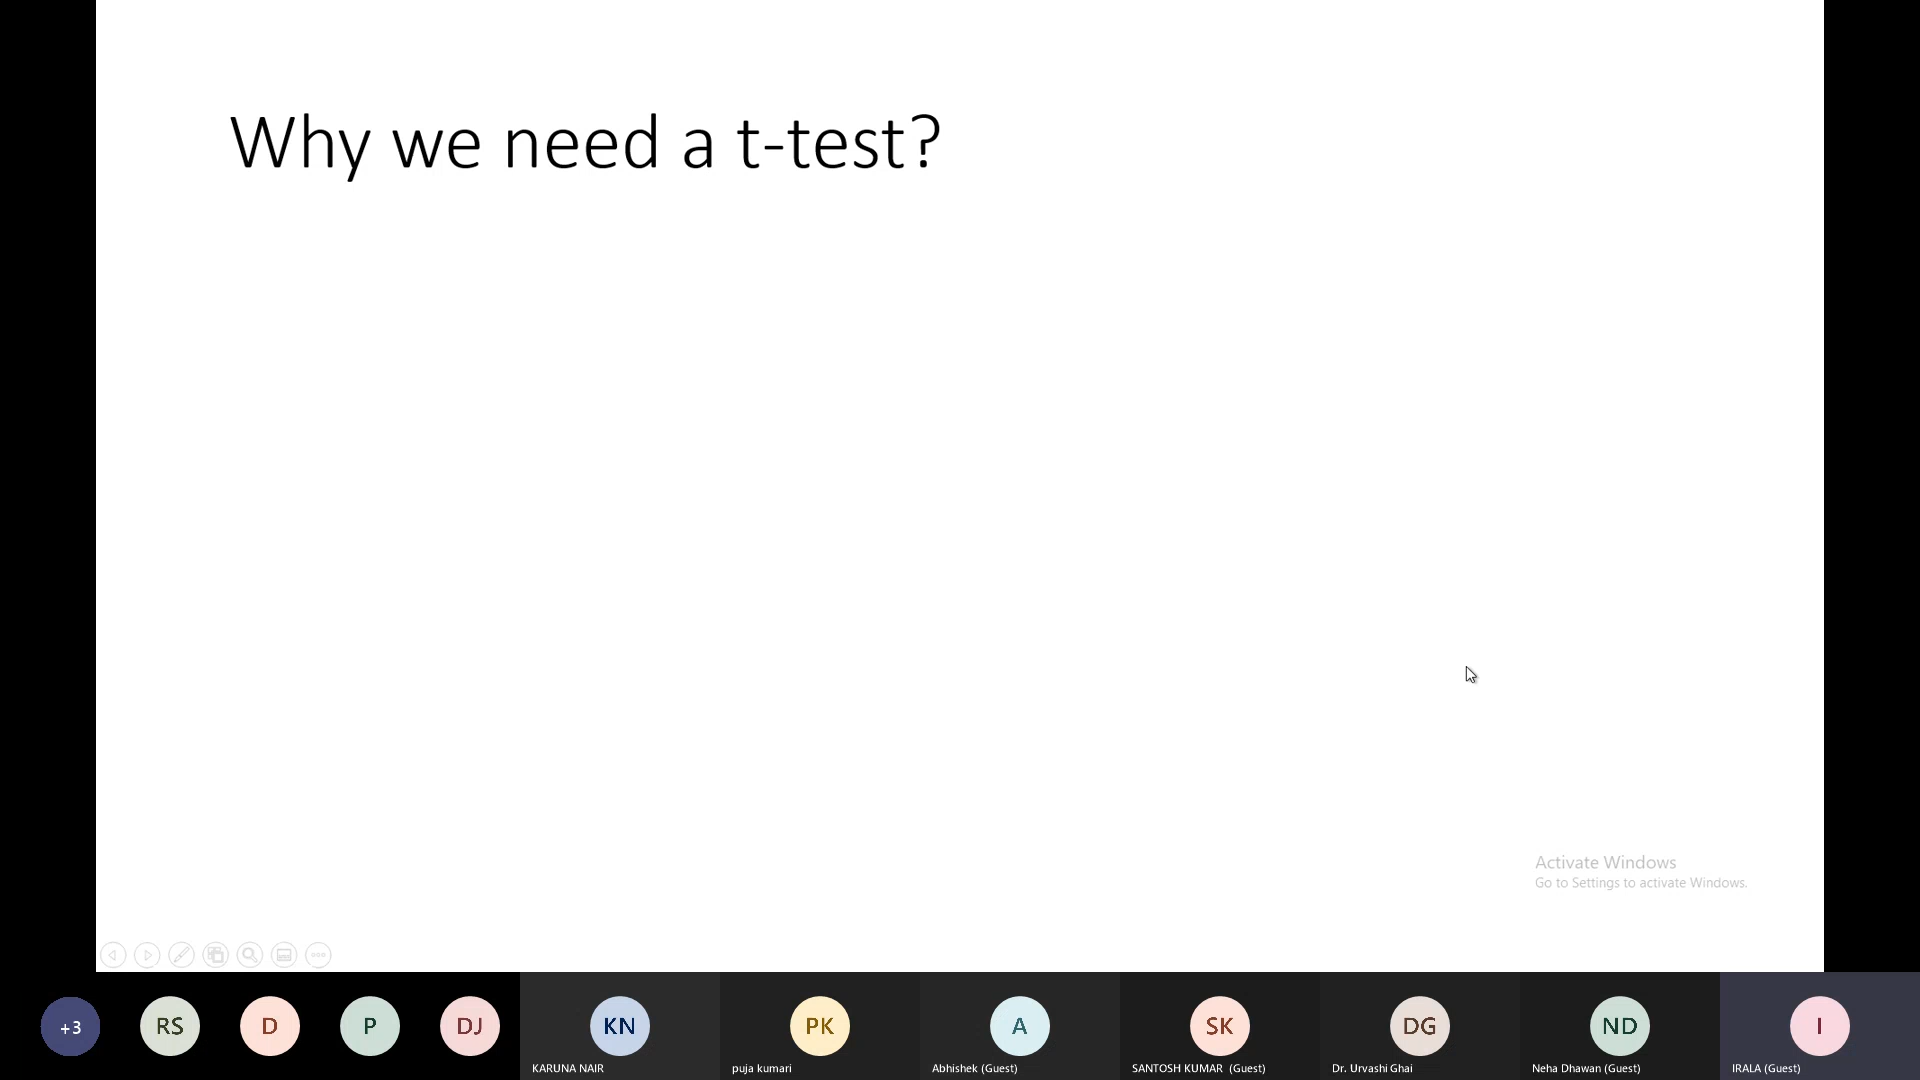 Why we need a t-test?
Activate Windows
Go to Settings to activate Windows.
+3
RS
D
P
DJ
KN
PK
A
SK
DG
ND
I
KARUNA NAIR
puja kumari
Abhishek (Guest)
SANTOSH KUMAR (Guest)
Dr. Urvashi Ghai
Neha Dhawan (Guest)
IRALA (Guest)